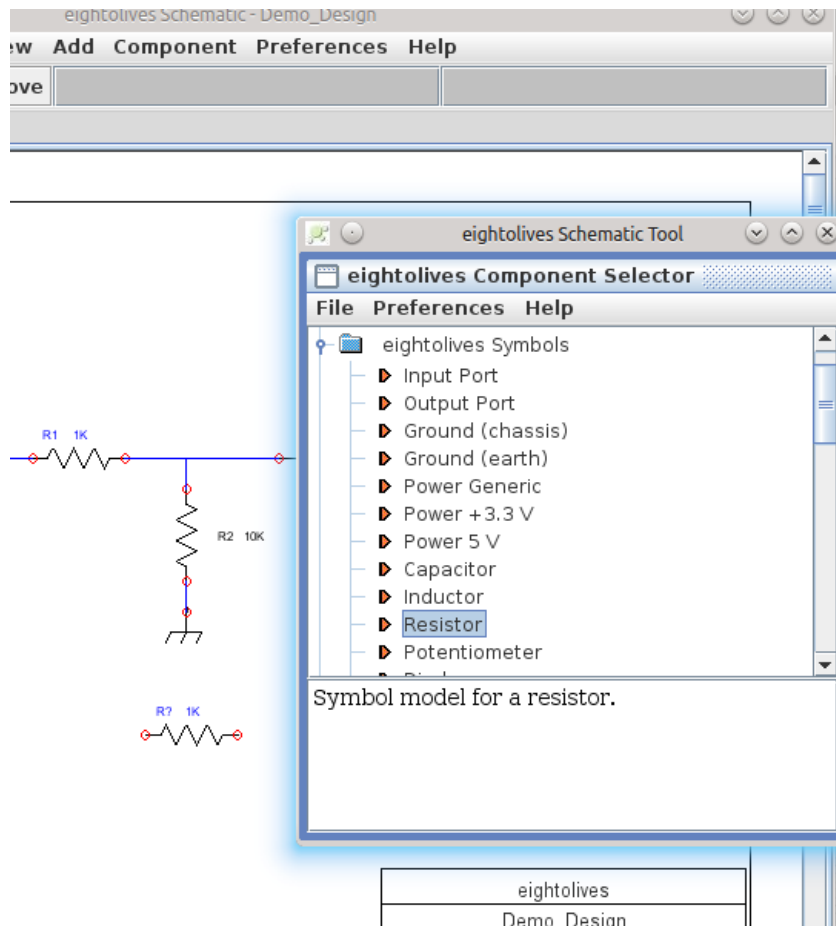 eightolives Schematic - Demo_Design
ew Add Component Preferences Help
ove
eightolives Schematic Tool
eightolives Component Selector
File Preferences Help
eightolives Symbols
Input Port
Output Port
Ground (chassis)
Ground (earth)
Power Generic
Power +3.3 V
Power 5 V
Capacitor
Inductor
Resistor
Potentiometer
Symbol model for a resistor.
R1 1K
R2 10K
R? 1K
eightolives
Demo_Design